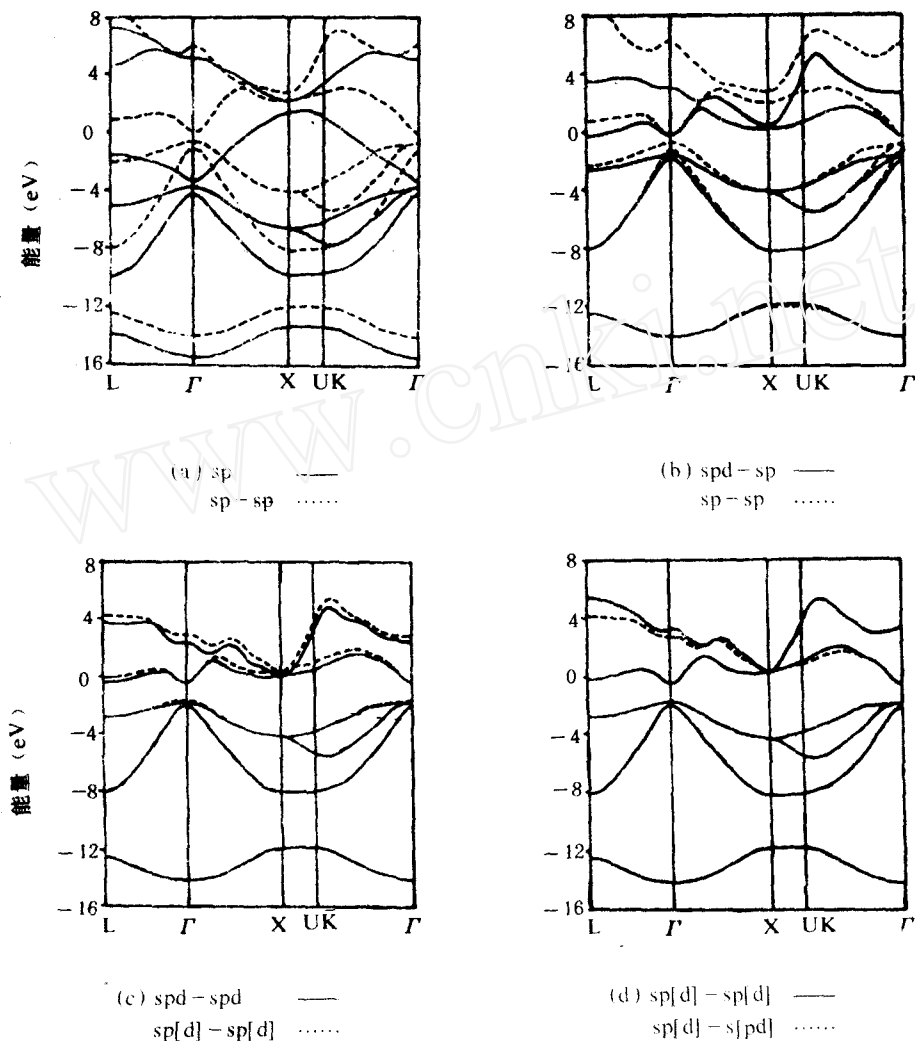 8
4
0
-4
-8
-12
-16
能量 (eV)
L Γ X UK Γ
8
4
0
-4
-8
-12
-16
L Γ X UK Γ
(a) sp ——
sp-sp ······
(b) spd-sp ——
sp-sp ······
www.cnki.net
8
4
0
-4
-8
-12
-16
能量 (eV)
L Γ X UK Γ
8
4
0
-4
-8
-12
-16
L Γ X UK Γ
(c) spd-spd ——
sp[d]-sp[d] ······
(d) sp[d]-sp[d] ——
sp[d]-s[pd] ······